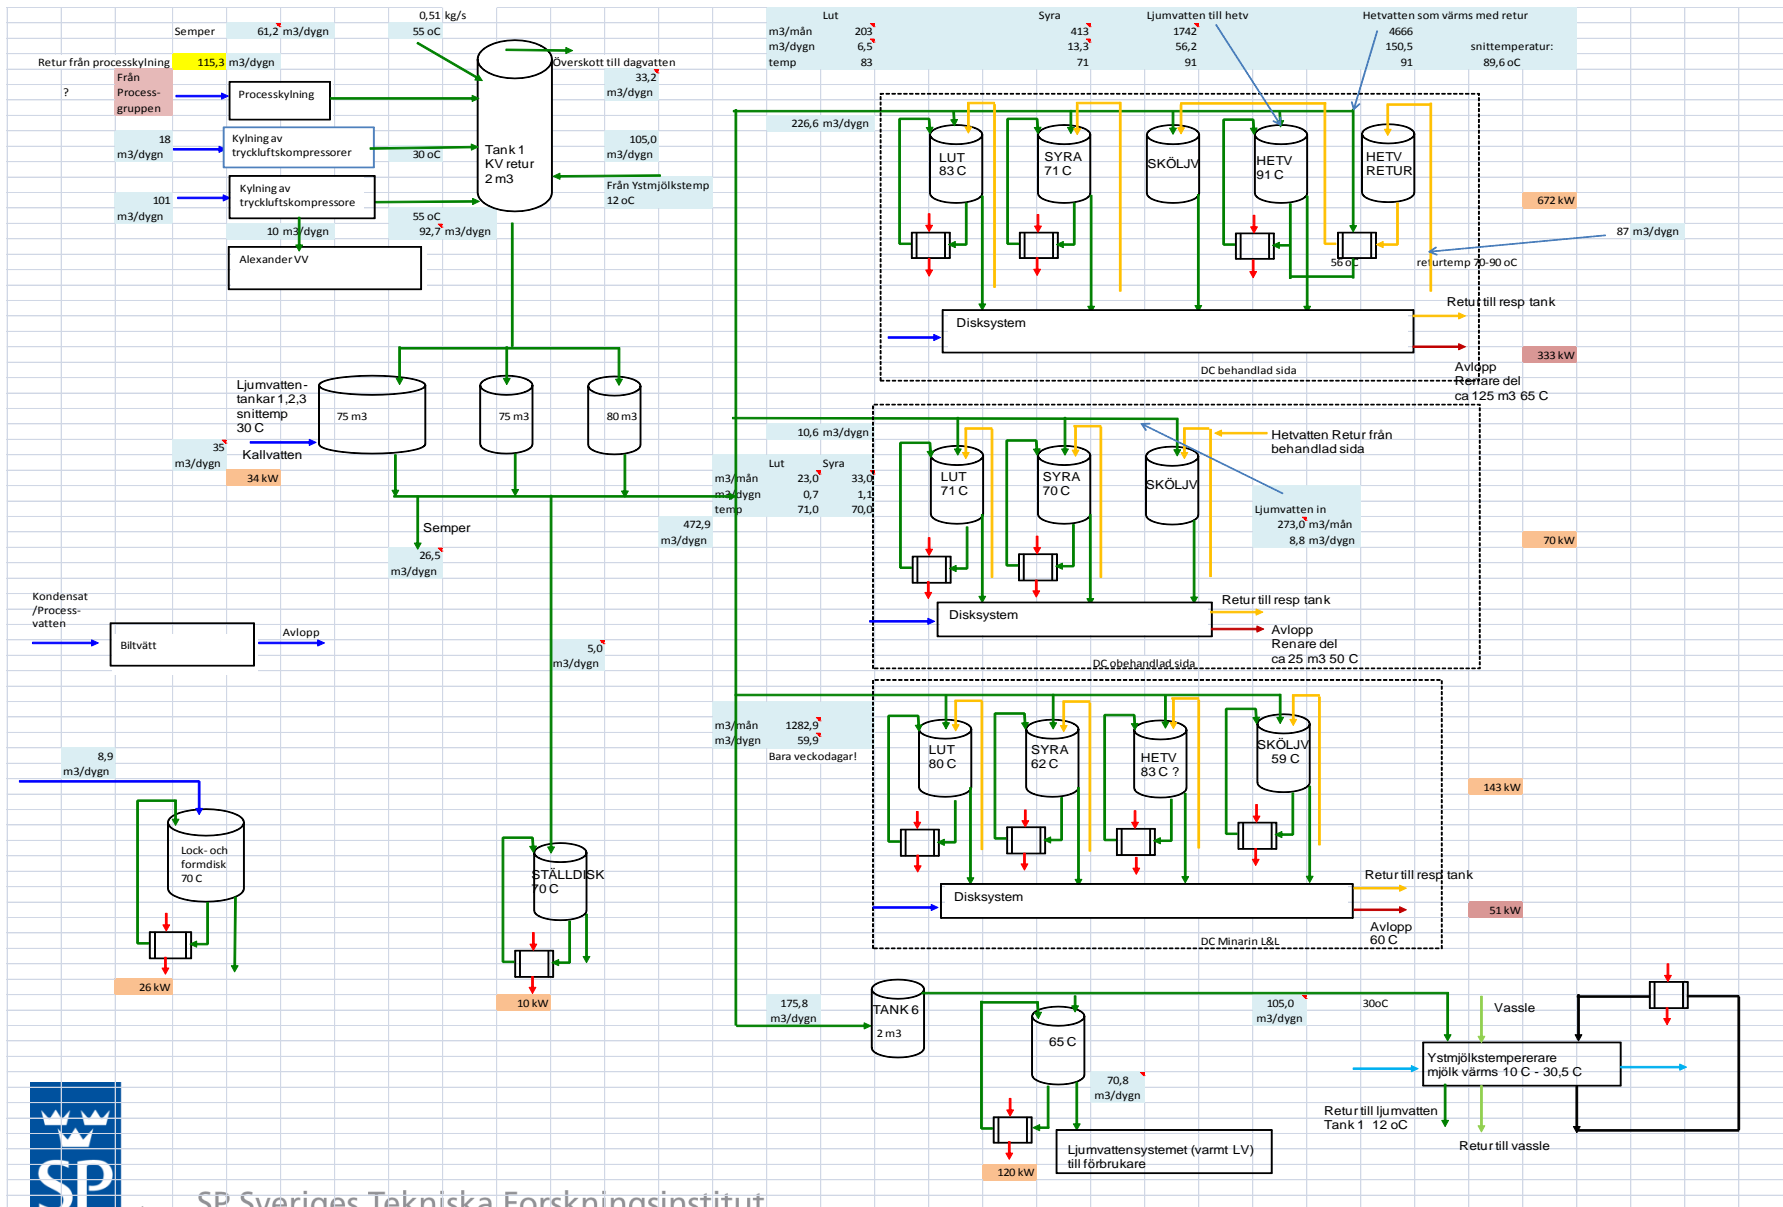 0,51 kg/s
Semper 61,2 m3/dygn 55 oC
Retur från processkylning 115,3 m3/dygn
Överskott till dagvatten
33,2
m3/dygn
?
Från
Process-
gruppen
Processkylning
18
m3/dygn
Kylning av
tryckluftskompressorer
30 oC
Tank 1
KV retur
2 m3
105,0
m3/dygn
Från Ystmjölkstemp
12 oC
101
m3/dygn
Kylning av
tryckluftskompressore
55 oC
10 m3/dygn
92,7 m3/dygn
Alexander VV
Lut Syra Ljumvatten till hetv Hetvatten som värms med retur
m3/mån 203 413 1742 4666
m3/dygn 6,5 13,3 56,2 150,5 snittemperatur:
temp 83 71 91 91 89,6 oC
226,6 m3/dygn
LUT
83 C
SYRA
71 C
SKÖLJV
HETV
91 C
HETV
RETUR
672 kW
87 m3/dygn
56 oC
returtemp 70-90 oC
Disksystem
Retur till resp tank
333 kW
Avlopp
Renare del
ca 125 m3 65 C
DC behandlad sida
Ljumvatten-
tankar 1,2,3
snittemp
30 C
75 m3
75 m3
80 m3
35
m3/dygn
Kallvatten
34 kW
10,6 m3/dygn
Hetvatten Retur från
behandlad sida
Lut Syra
m3/mån 23,0 33,0
m3/dygn 0,7 1,1
temp 71,0 70,0
LUT
71 C
SYRA
70 C
SKÖLJV
Ljumvatten in
273,0 m3/mån
8,8 m3/dygn
70 kW
Semper
26,5
m3/dygn
472,9
m3/dygn
Disksystem
Retur till resp tank
Avlopp
Renare del
ca 25 m3 50 C
DC obehandlad sida
Kondensat
/Process-
vatten
Biltvätt
Avlopp
5,0
m3/dygn
m3/mån 1282,9
m3/dygn 59,9
Bara veckodagar!
LUT
80 C
SYRA
62 C
HETV
83 C ?
SKÖLJV
59 C
143 kW
Disksystem
Retur till resp tank
51 kW
Avlopp
60 C
DC Minarin L&L
8,9
m3/dygn
Lock- och
formdisk
70 C
26 kW
STÄLLDISK
70 C
10 kW
175,8
m3/dygn
TANK 6
2 m3
65 C
105,0
m3/dygn
30oC
Vassle
70,8
m3/dygn
Ystmjölkstempererare
mjölk värms 10 C - 30,5 C
Retur till ljumvatten
Tank 1 12 oC
Retur till vassle
Ljumvattensystemet (varmt LV)
till förbrukare
120 kW
SP
SP Sveriges Tekniska Forskningsinstitut